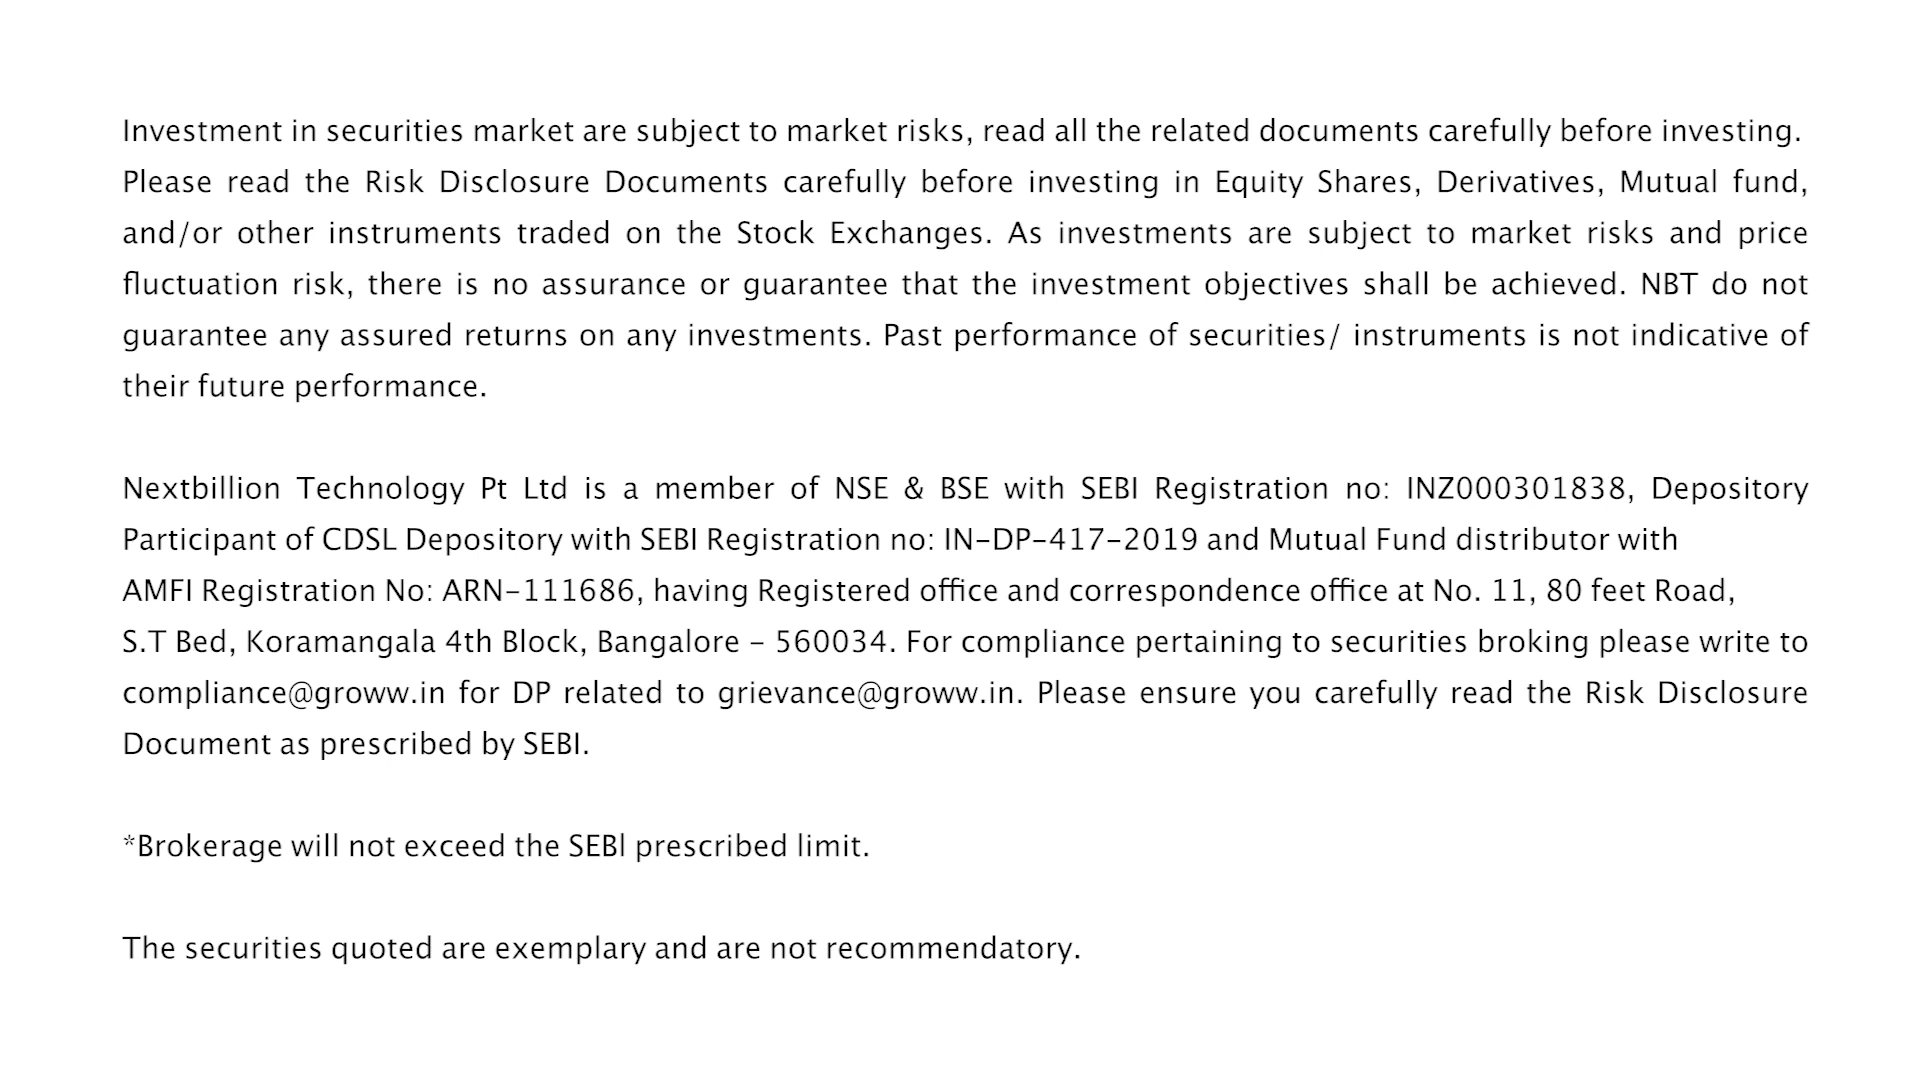 Investment in securities market are subject to market risks, read all the related documents carefully before investing.
Please read the Risk Disclosure Documents carefully before investing in Equity Shares, Derivatives, Mutual fund,
and/or other instruments traded on the Stock Exchanges. As investments are subject to market risks and price
fluctuation risk, there is no assurance or guarantee that the investment objectives shall be achieved. NBT do not
guarantee any assured returns on any investments. Past performance of securities/ instruments is not indicative of
their future performance.
Nextbillion Technology Pt Ltd is a member of NSE & BSE with SEBI Registration no: INZ000301838, Depository
Participant of CDSL Depository with SEBI Registration no: IN-DP-417-2019 and Mutual Fund distributor with
AMFI Registration No: ARN-111686, having Registered office and correspondence office at No. 11, 80 feet Road,
S.T Bed, Koramangala 4th Block, Bangalore - 560034. For compliance pertaining to securities broking please write to
compliance@groww.in for DP related to grievance@groww.in. Please ensure you carefully read the Risk Disclosure
Document as prescribed by SEBI.
*Brokerage will not exceed the SEBl prescribed limit.
The securities quoted are exemplary and are not recommendatory.